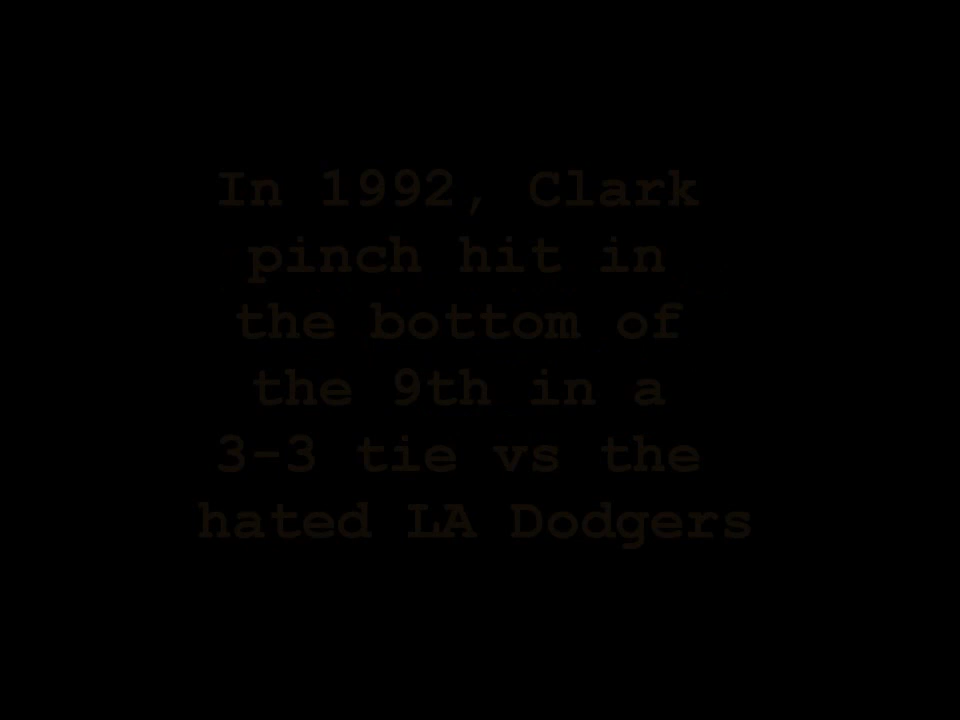 In 1992, Clark
pinch hit in
the bottom of
the 9th in a
3-3 tie vs the
hated LA Dodgers